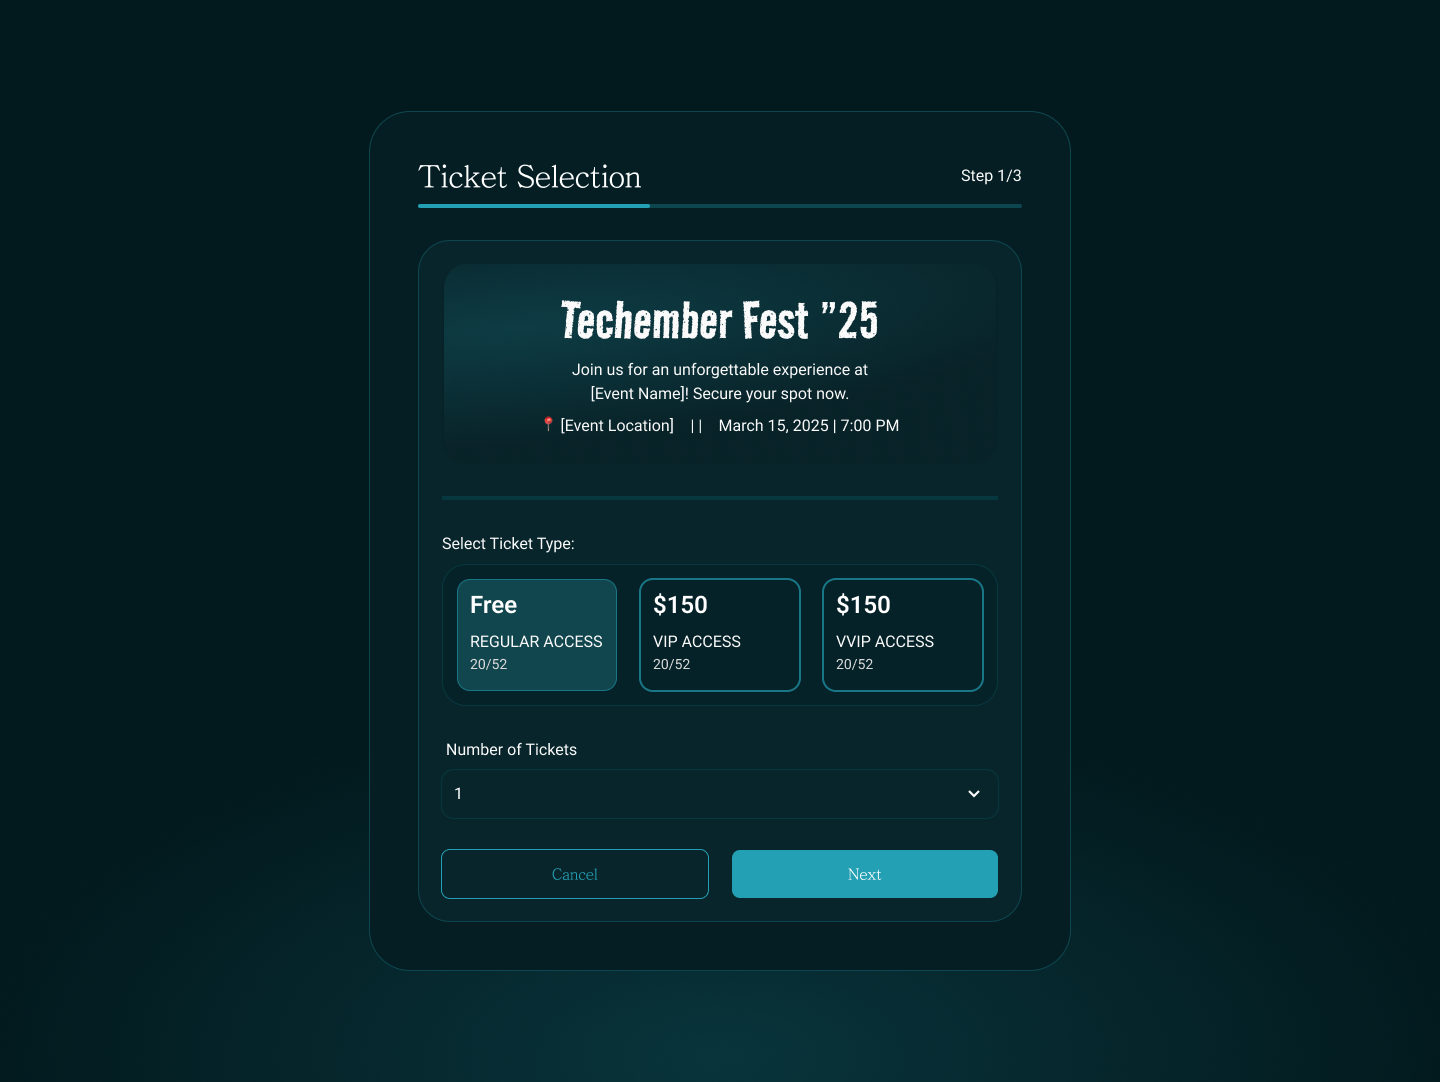 Ticket Selection
Step 1/3
Techember Fest ”25
Join us for an unforgettable experience at
[Event Name]! Secure your spot now.
📍 [Event Location] || March 15, 2025 | 7:00 PM
Select Ticket Type:
Free
REGULAR ACCESS
20/52
$150
VIP ACCESS
20/52
$150
VVIP ACCESS
20/52
Number of Tickets
1
Cancel
Next